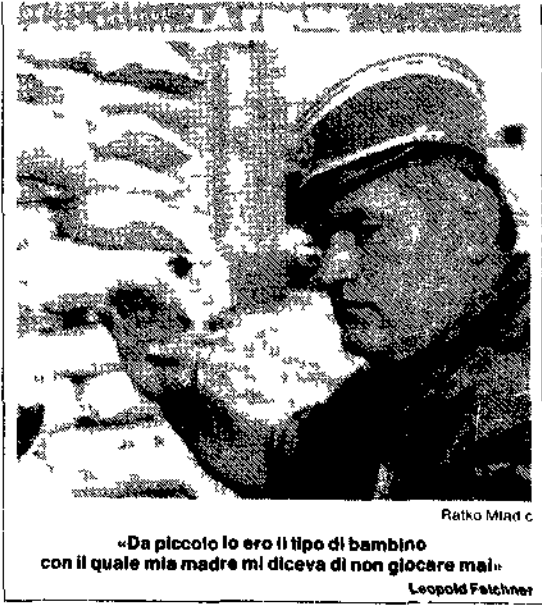 Ratko Mlad c
«Da piccolo lo ero il tipo di bambino
con il quale mia madre mi diceva di non giocare mai»
Leopold Fetchner